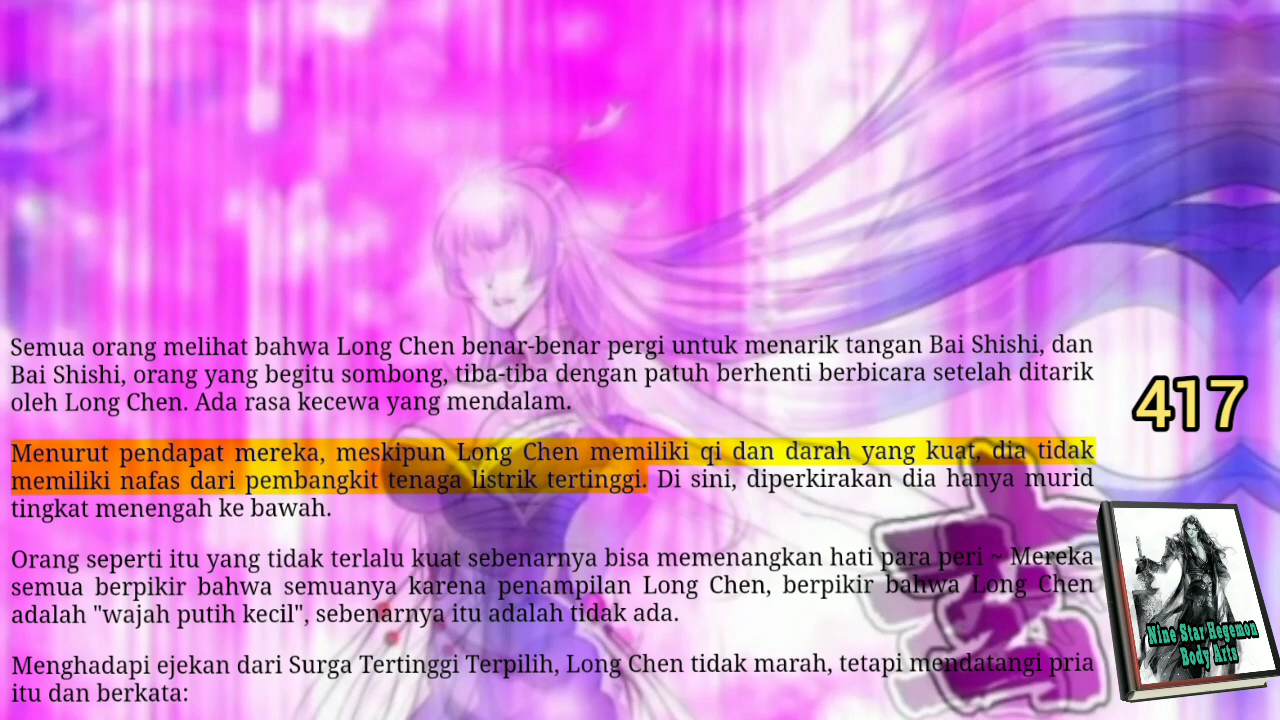 Semua orang melihat bahwa Long Chen benar-benar pergi untuk menarik tangan Bai Shishi, dan
Bai Shishi, orang yang begitu sombong, tiba-tiba dengan patuh berhenti berbicara setelah ditarik
oleh Long Chen. Ada rasa kecewa yang mendalam.
Menurut pendapat mereka, meskipun Long Chen memiliki qi dan darah yang kuat, dia tidak
memiliki nafas dari pembangkit tenaga listrik tertinggi. Di sini, diperkirakan dia hanya murid
tingkat menengah ke bawah.
Orang seperti itu yang tidak terlalu kuat sebenarnya bisa memenangkan hati para peri ~ Mereka
semua berpikir bahwa semuanya karena penampilan Long Chen, berpikir bahwa Long Chen
adalah "wajah putih kecil", sebenarnya itu adalah tidak ada.
Menghadapi ejekan dari Surga Tertinggi Terpilih, Long Chen tidak marah, tetapi mendatangi pria
itu dan berkata:
417
Nine Star Hegemon
Body Arts